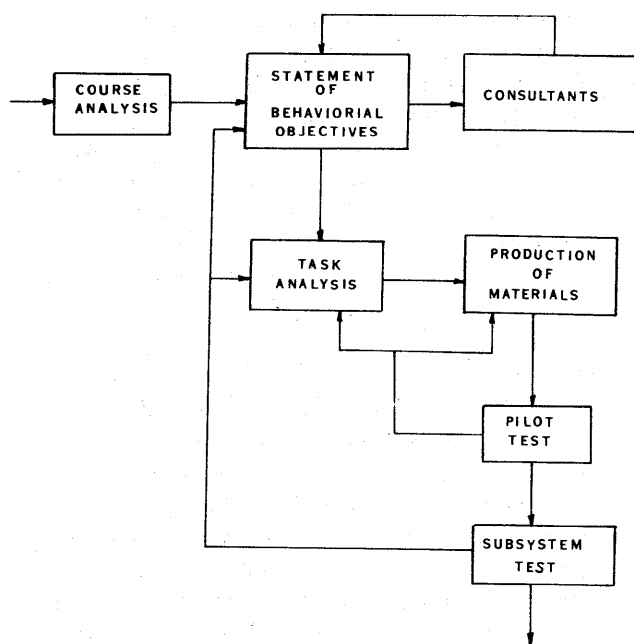 COURSE
ANALYSIS
STATEMENT
OF
BEHAVIORIAL
OBJECTIVES
CONSULTANTS
TASK
ANALYSIS
PRODUCTION
OF
MATERIALS
PILOT
TEST
SUBSYSTEM
TEST